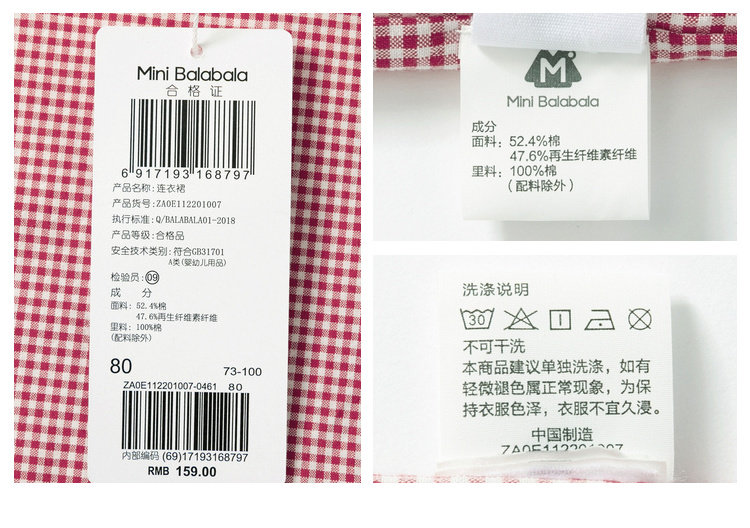 Mini Balabala
合格证
6 917193 168797
产品名称: 连衣裙
产品货号: ZA0E112201007
执行标准: Q/BALABALA01-2018
产品等级: 合格品
安全技术类别: 符合GB31701
A类(婴幼儿用品)
检验员: 09
成 分
面料: 52.4%棉
47.6%再生纤维素纤维
里料: 100%棉
(配料除外)
80 73-100
ZA0E112201007-0461 80
内部编码 (69)17193168797
RMB 159.00
M
Mini Balabala
成分
面料: 52.4%棉
47.6%再生纤维素纤维
里料: 100%棉
(配料除外)
洗涤说明
30
不可干洗
本商品建议单独洗涤，如有
轻微褪色属正常现象，为保
持衣服色泽，衣服不宜久浸。
中国制造
ZA0E112201007